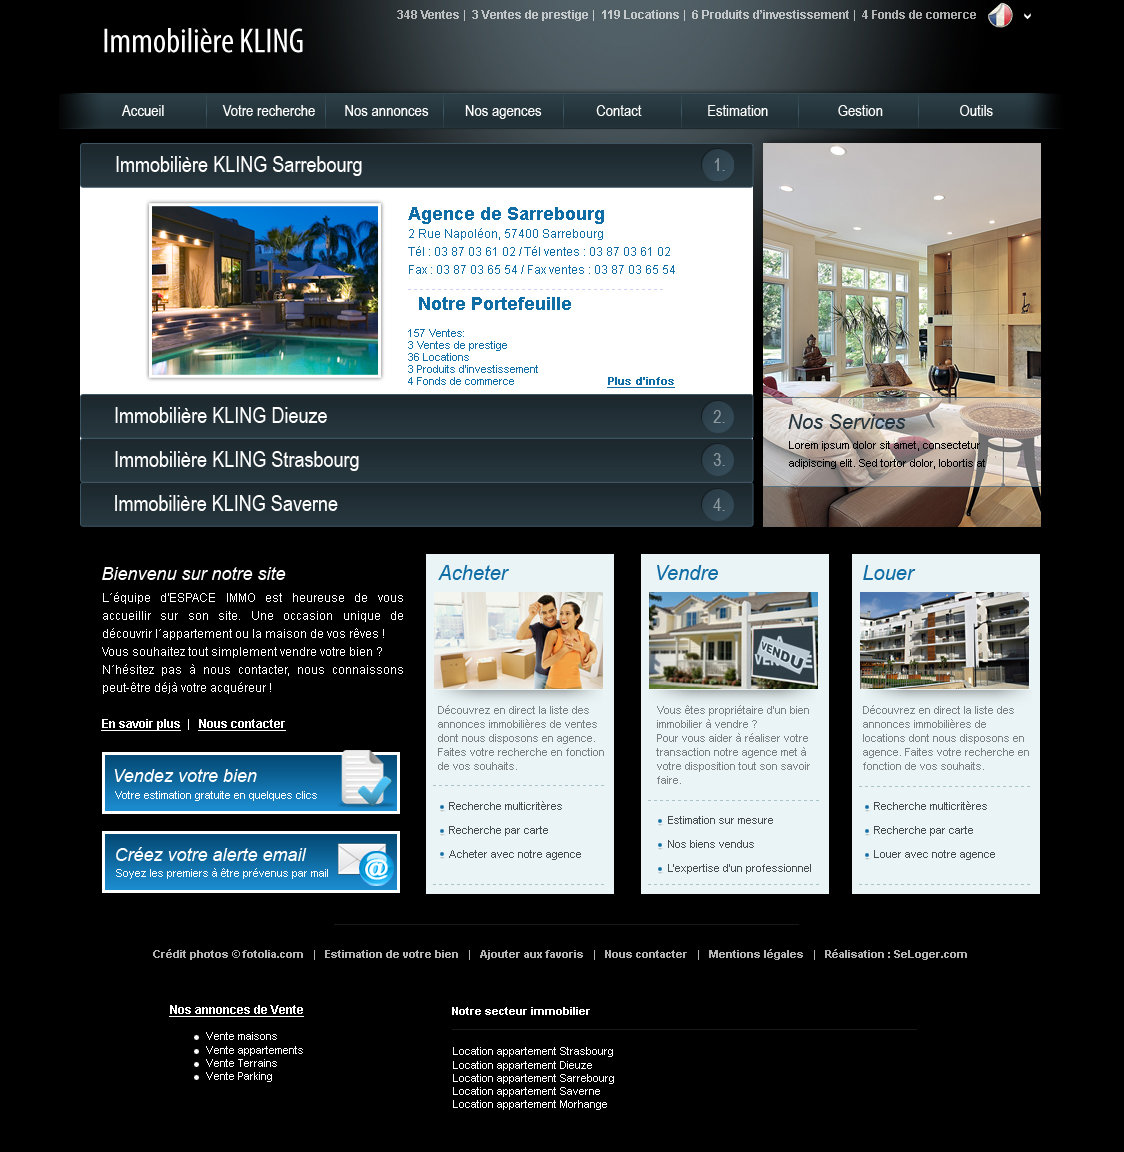 348 Ventes | 3 Ventes de prestige | 119 Locations | 6 Produits d'investissement | 4 Fonds de comerce
Immobilière KLING
Accueil
Votre recherche
Nos annonces
Nos agences
Contact
Estimation
Gestion
Outils
Immobilière KLING Sarrebourg
1.
Agence de Sarrebourg
2 Rue Napoléon, 57400 Sarrebourg
Tél : 03 87 03 61 02 / Tél ventes : 03 87 03 61 02
Fax : 03 87 03 65 54 / Fax ventes : 03 87 03 65 54
Notre Portefeuille
157 Ventes:
3 Ventes de prestige
36 Locations
3 Produits d'investissement
4 Fonds de commerce
Plus d'infos
Immobilière KLING Dieuze
2.
Immobilière KLING Strasbourg
3.
Immobilière KLING Saverne
4.
Nos Services
Lorem ipsum dolor sit amet, consectetur
adipiscing elit. Sed tortor dolor, lobortis at
Bienvenu sur notre site
L´équipe d'ESPACE IMMO est heureuse de vous
accueillir sur son site. Une occasion unique de
découvrir l´appartement ou la maison de vos rêves !
Vous souhaitez tout simplement vendre votre bien ?
N´hésitez pas à nous contacter, nous connaissons
peut-être déjà votre acquéreur !
En savoir plus | Nous contacter
Vendez votre bien
Votre estimation gratuite en quelques clics
Créez votre alerte email
Soyez les premiers à être prévenus par mail
@
Acheter
Découvrez en direct la liste des
annonces immobilières de ventes
dont nous disposons en agence.
Faites votre recherche en fonction
de vos souhaits.
Recherche multicritères
Recherche par carte
Acheter avec notre agence
Vendre
VENDU
VENDU
Vous êtes propriétaire d'un bien
immobilier à vendre ?
Pour vous aider à réaliser votre
transaction notre agence met à
votre disposition tout son savoir
faire.
Estimation sur mesure
Nos biens vendus
L'expertise d'un professionnel
Louer
Découvrez en direct la liste des
annonces immobilières de
locations dont nous disposons en
agence. Faites votre recherche en
fonction de vos souhaits.
Recherche multicritères
Recherche par carte
Louer avec notre agence
Crédit photos © fotolia.com | Estimation de votre bien | Ajouter aux favoris | Nous contacter | Mentions légales | Réalisation : SeLoger.com
Nos annonces de Vente
Vente maisons
Vente appartements
Vente Terrains
Vente Parking
Notre secteur immobilier
Location appartement Strasbourg
Location appartement Dieuze
Location appartement Sarrebourg
Location appartement Saverne
Location appartement Morhange